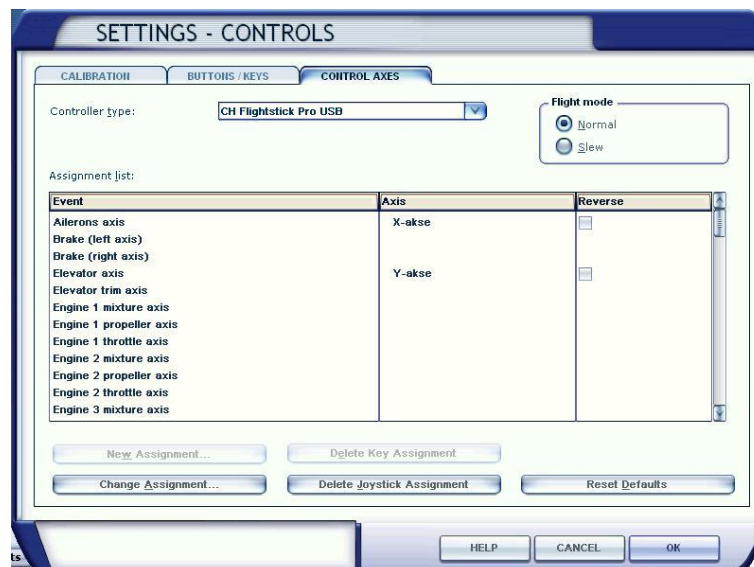 SETTINGS - CONTROLS
CALIBRATION BUTTONS / KEYS CONTROL AXES
Controller type: CH Flightstick Pro USB
Flight mode
Normal
Slew
Assignment list:
Event Axis Reverse
Ailerons axis X-akse
Brake (left axis)
Brake (right axis)
Elevator axis Y-akse
Elevator trim axis
Engine 1 mixture axis
Engine 1 propeller axis
Engine 1 throttle axis
Engine 2 mixture axis
Engine 2 propeller axis
Engine 2 throttle axis
Engine 3 mixture axis
New Assignment... Delete Key Assignment
Change Assignment... Delete Joystick Assignment Reset Defaults
HELP CANCEL OK
ts